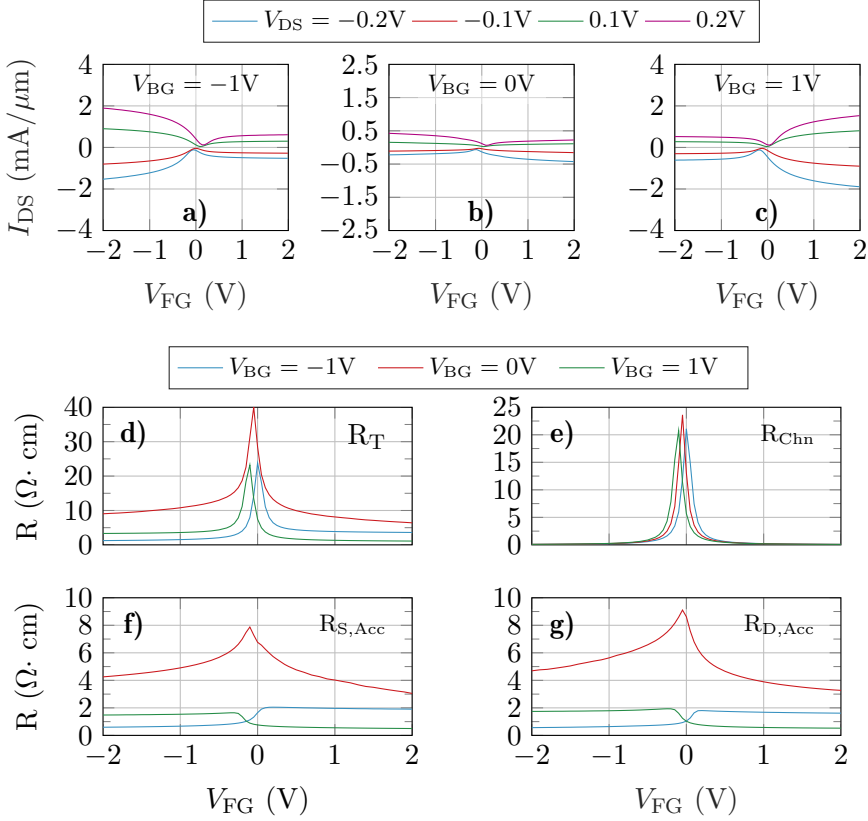 V_DS = −0.2V −0.1V 0.1V 0.2V
V_BG = −1V V_BG = 0V V_BG = 1V
I_DS (mA/μm)
4 2 0 −2 −4
2.5 1.5 0.5 −0.5 −1.5 −2.5
4 2 0 −2 −4
a) b) c)
−2 −1 0 1 2 −2 −1 0 1 2 −2 −1 0 1 2
V_FG (V) V_FG (V) V_FG (V)
V_BG = −1V V_BG = 0V V_BG = 1V
d) R_T e) R_Chn
R (Ω· cm)
40 30 20 10 0
25 20 15 10 5 0
−1 0 1 2
f) R_S,Acc g) R_D,Acc
R (Ω· cm)
10 8 6 4 2 0
10 8 6 4 2 0
−2 −1 0 1 2 −2 −1 0 1 2
V_FG (V) V_FG (V)